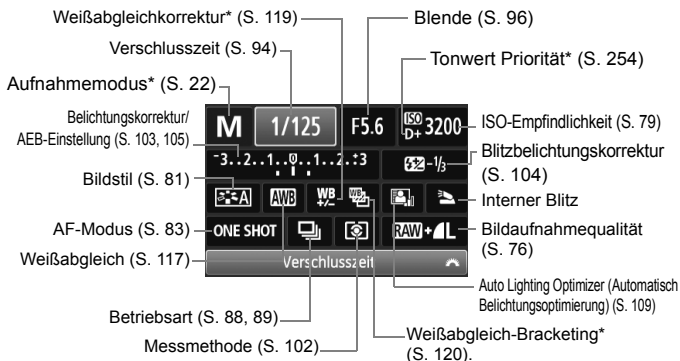 Weißabgleichkorrektur* (S. 119)
Blende (S. 96)
Verschlusszeit (S. 94)
Tonwert Priorität* (S. 254)
Aufnahmemodus* (S. 22)
Belichtungskorrektur/
AEB-Einstellung (S. 103, 105)
M 1/125 F5.6 ISO D+ 3200
ISO-Empfindlichkeit (S. 79)
-3..2..1..0..1..2.:3
-1/3
Blitzbelichtungskorrektur
(S. 104)
Bildstil (S. 81)
A AWB WB +/- WB
Interner Blitz
AF-Modus (S. 83)
ONE SHOT RAW+L
Bildaufnahmequalität
(S. 76)
Weißabgleich (S. 117)
Verschlusszeit
Auto Lighting Optimizer (Automatisch
Belichtungsoptimierung) (S. 109)
Betriebsart (S. 88, 89)
Weißabgleich-Bracketing*
(S. 120).
Messmethode (S. 102)